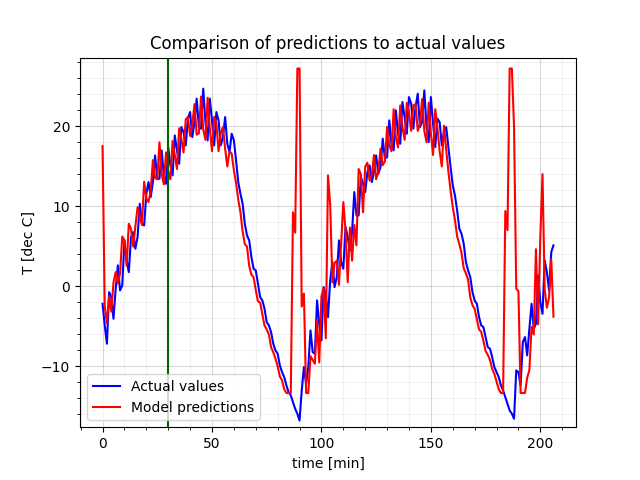 Comparison of predictions to actual values
T [dec C]
20
10
0
−10
Actual values
Model predictions
0
50
100
150
200
time [min]